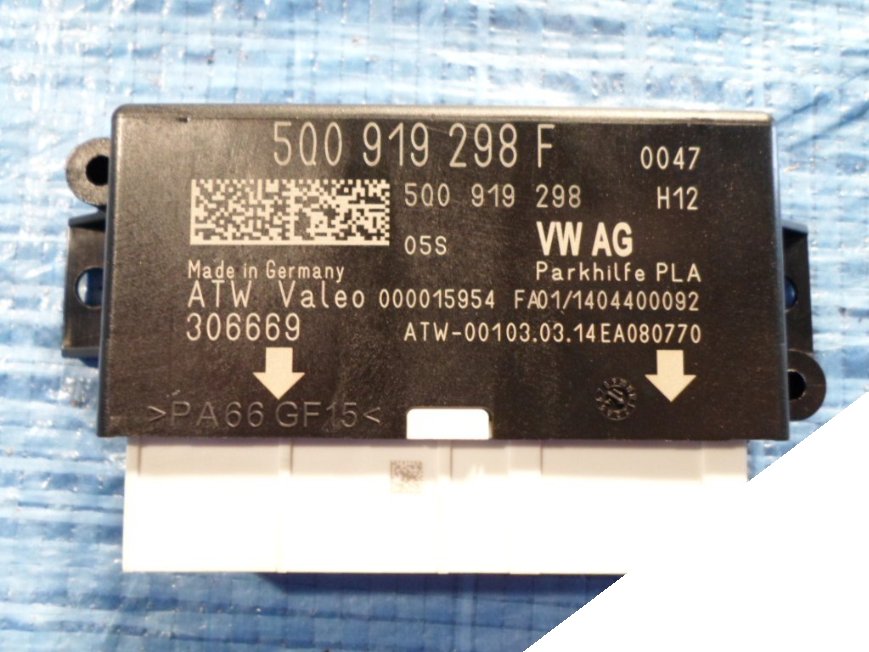 5Q0 919 298 F 0047
5Q0 919 298 H12
05S VW AG
Made in Germany Parkhilfe PLA
ATW Valeo 000015954 FA01/1404400092
306669 ATW-00103.03.14EA080770
>PA66 GF15<